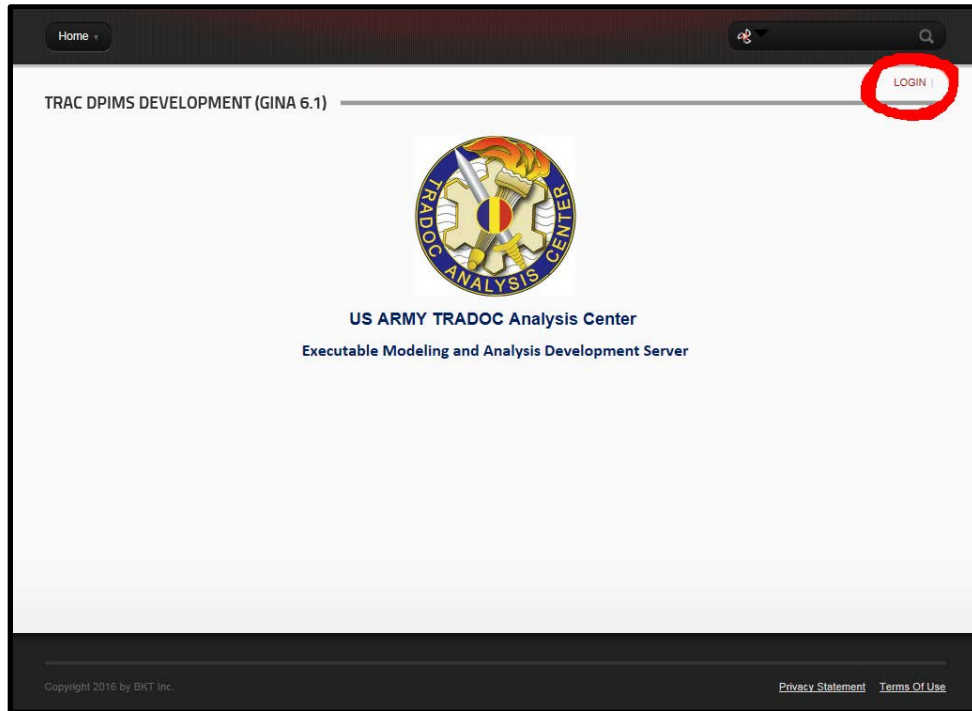 Home
LOGIN |
TRAC DPIMS DEVELOPMENT (GINA 6.1)
TRADOC ANALYSIS CENTER
US ARMY TRADOC Analysis Center
Executable Modeling and Analysis Development Server
Copyright 2016 by BKT Inc.
Privacy Statement Terms Of Use